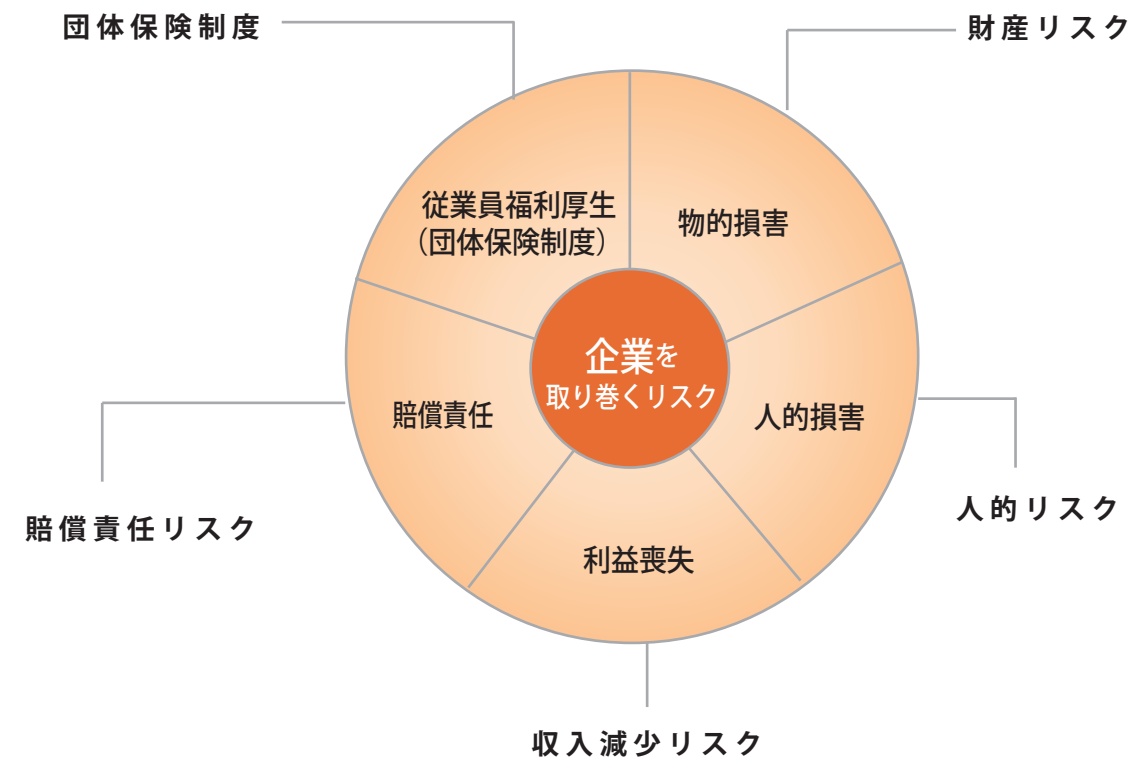 団体保険制度
財産リスク
従業員福利厚生
（団体保険制度）
物的損害
企業を
取り巻くリスク
賠償責任
人的損害
賠償責任リスク
人的リスク
利益喪失
収入減少リスク